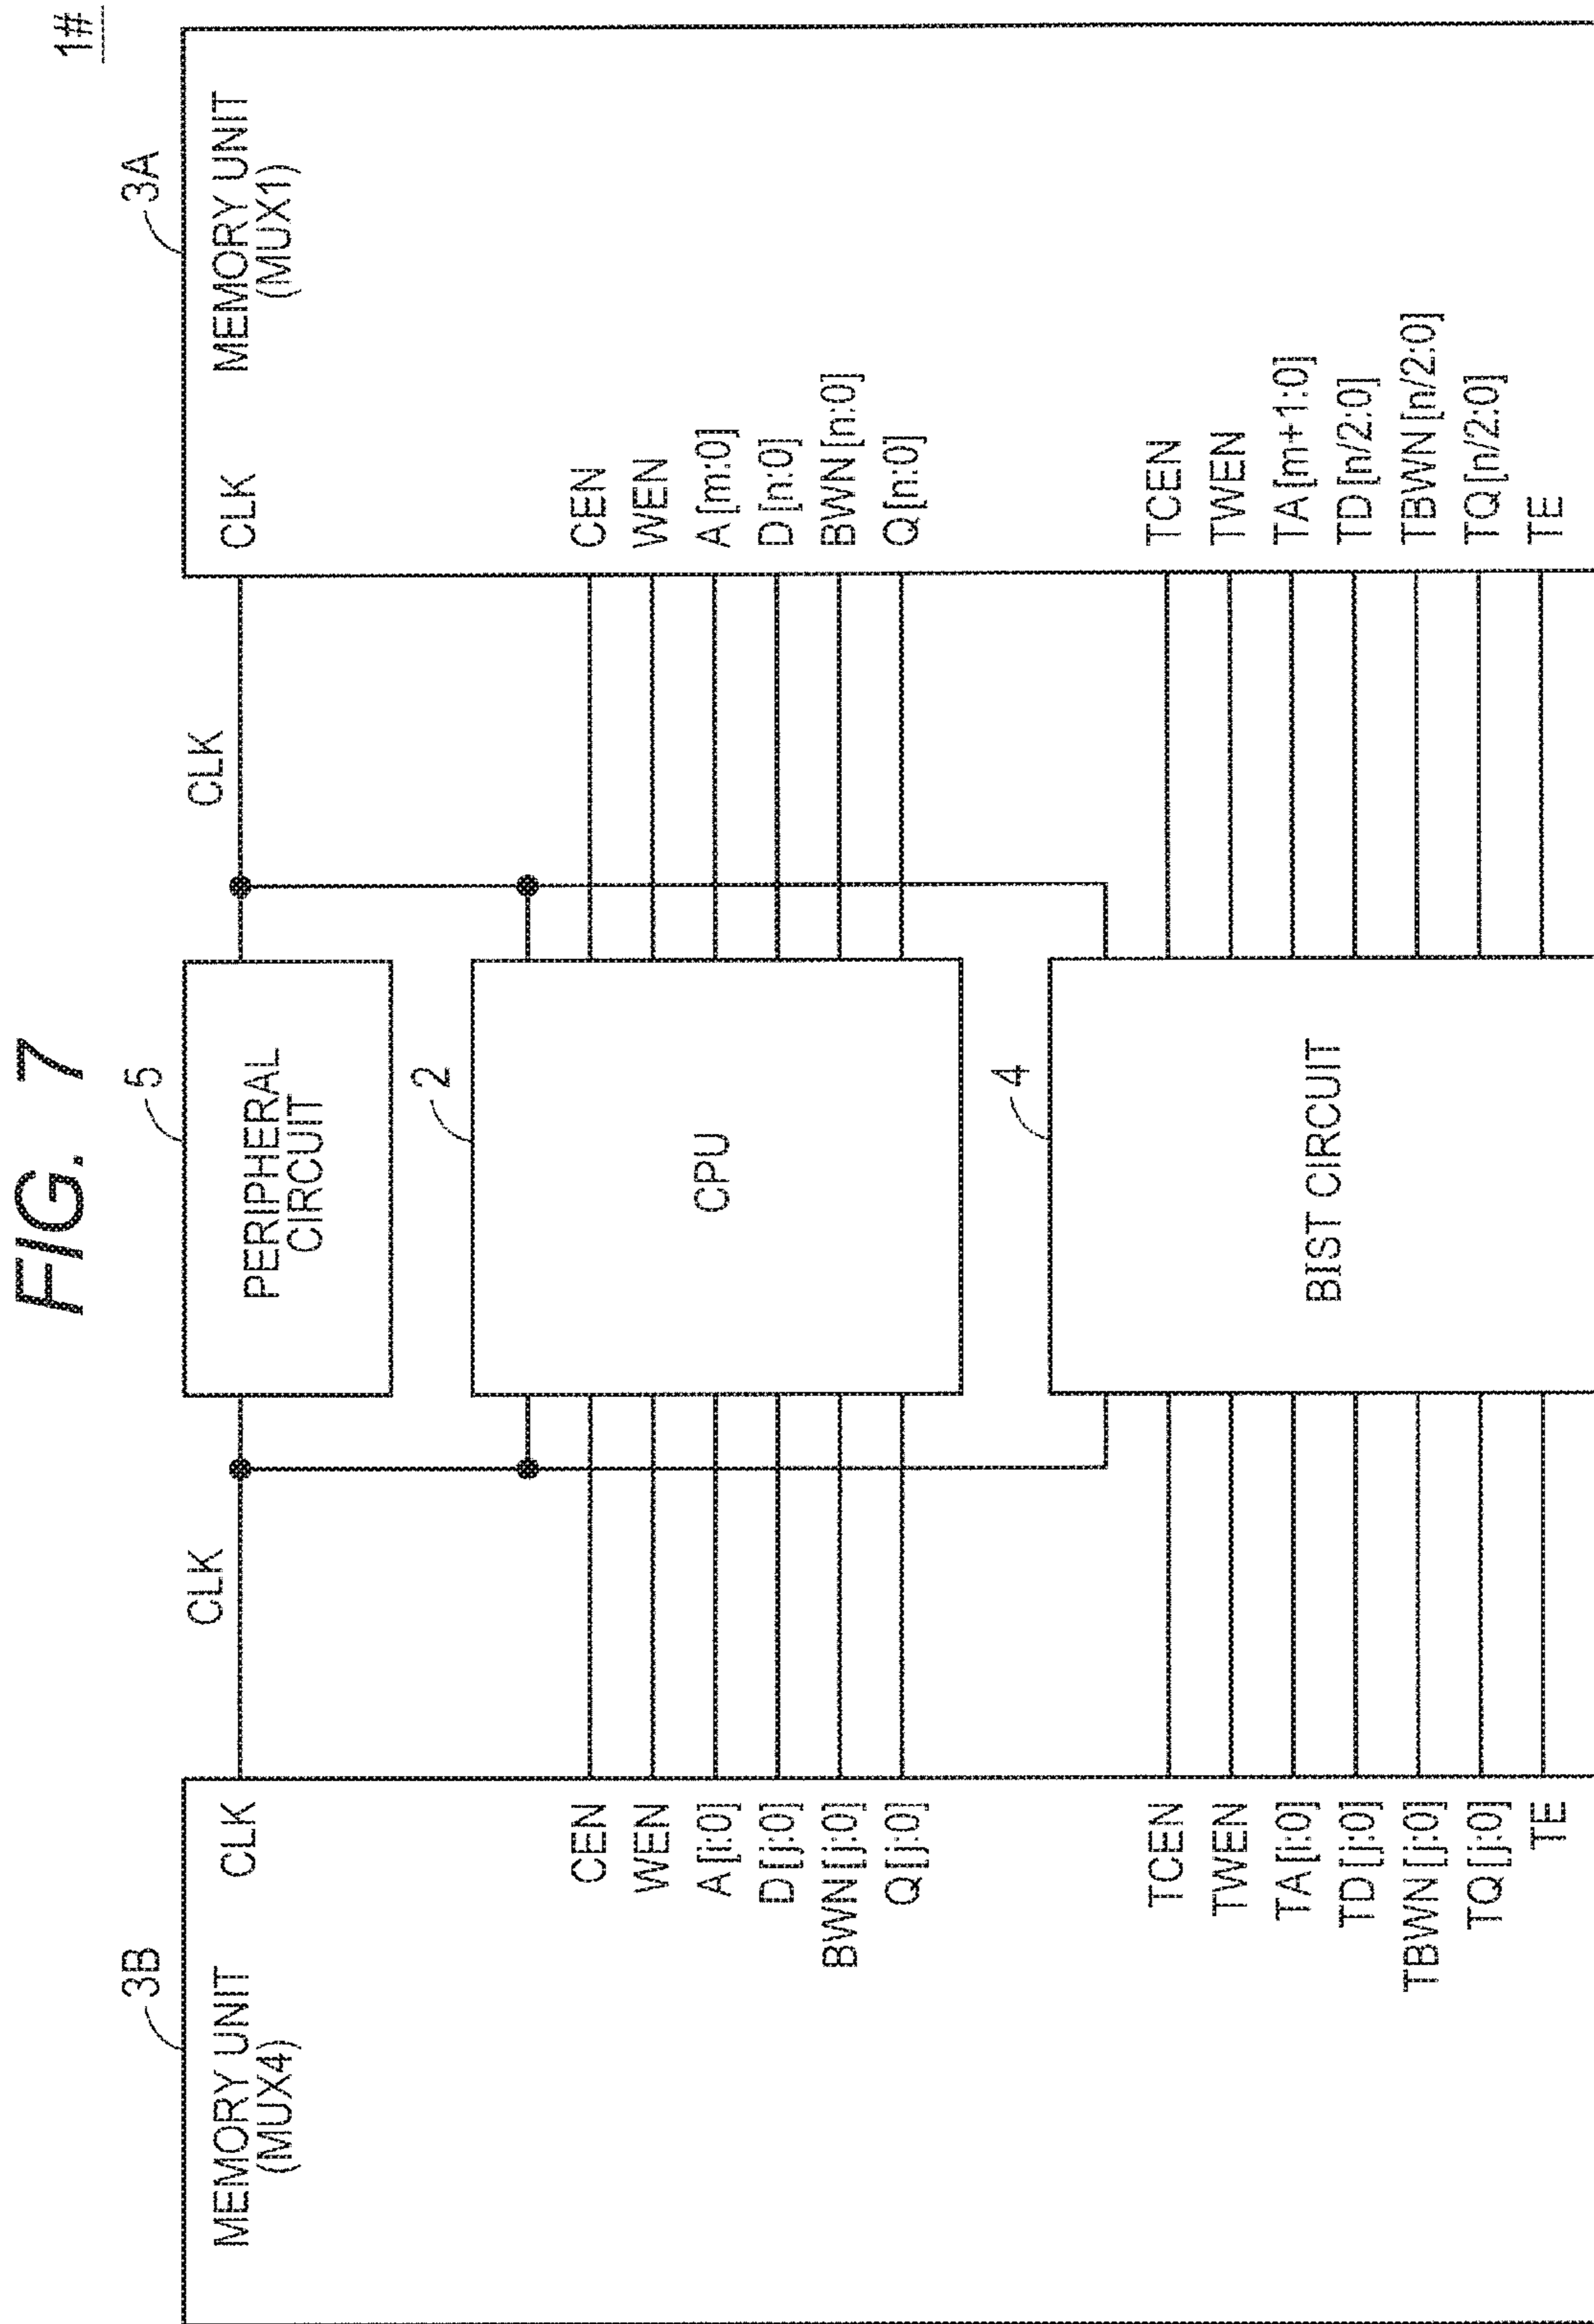 FIG. 7
1#
3B
MEMORY UNIT
(MUX4)
CLK
CEN
WEN
A[i:0]
D[j:0]
BWN[j:0]
Q[j:0]
TCEN
TWEN
TA[i:0]
TD[j:0]
TBWN[j:0]
TQ[j:0]
TE
CLK
5
PERIPHERAL
CIRCUIT
2
CPU
4
BIST CIRCUIT
CLK
3A
MEMORY UNIT
(MUX1)
CLK
CEN
WEN
A[m:0]
D[n:0]
BWN[n:0]
Q[n:0]
TCEN
TWEN
TA[m+1:0]
TD[n/2:0]
TBWN[n/2:0]
TQ[n/2:0]
TE